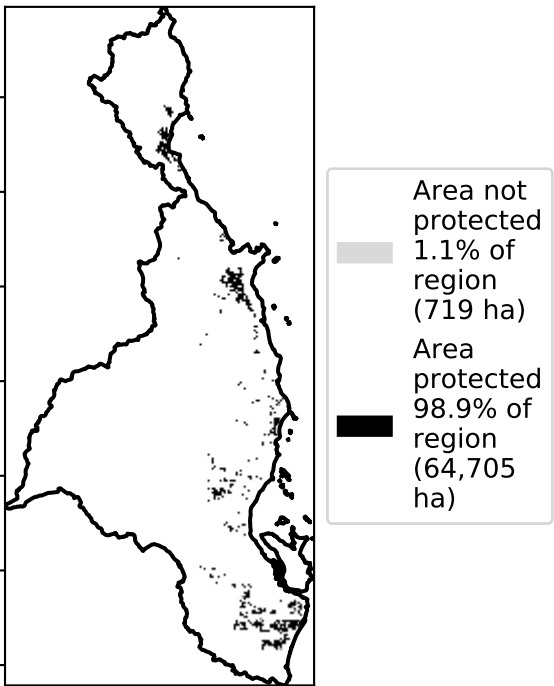 Area not
protected
1.1% of
region
(719 ha)
Area
protected
98.9% of
region
(64,705
ha)